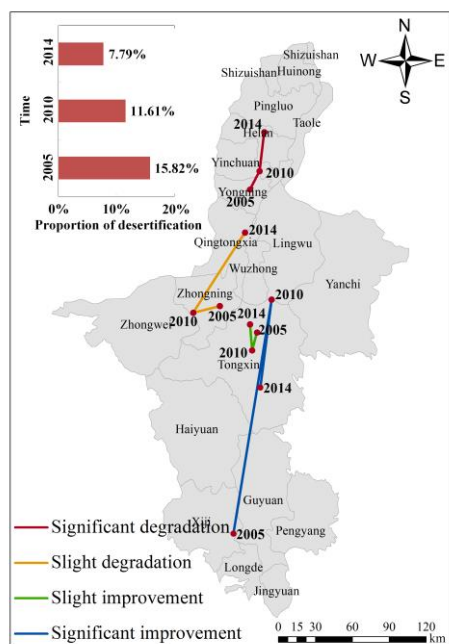 N
W E
S
Time
2014
7.79%
2010
11.61%
2005
15.82%
0% 10% 20%
Proportion of desertification
Shizuishan
Shizuishan
Huinong
Pingluo
Taole
2014
Helan
Yinchuan
2010
Yongning
2005
2014
Qingtongxia
Lingwu
Wuzhong
Yanchi
Zhongning
2010
2005
2010
Zhongwei
2014
2005
2010
Tongxin
2014
Haiyuan
Guyuan
Xiji
2005
Pengyang
Longde
Jingyuan
Significant degradation
Slight degradation
Slight improvement
Significant improvement
0 15 30 60 90 120
km